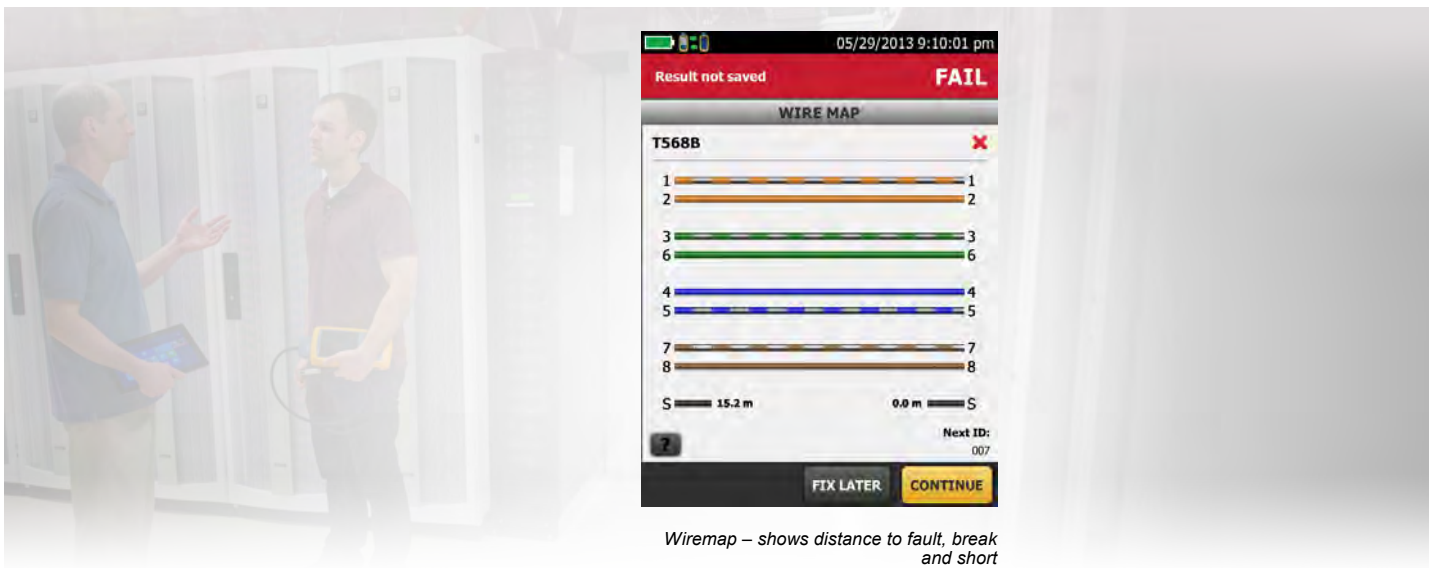 05/29/2013 9:10:01 pm
Result not saved FAIL
WIRE MAP
T568B
1 1
2 2
3 3
6 6
4 4
5 5
7 7
8 8
S 15.2 m 0.0 m S
Next ID:
? 007
FIX LATER CONTINUE
Wiremap – shows distance to fault, break
and short